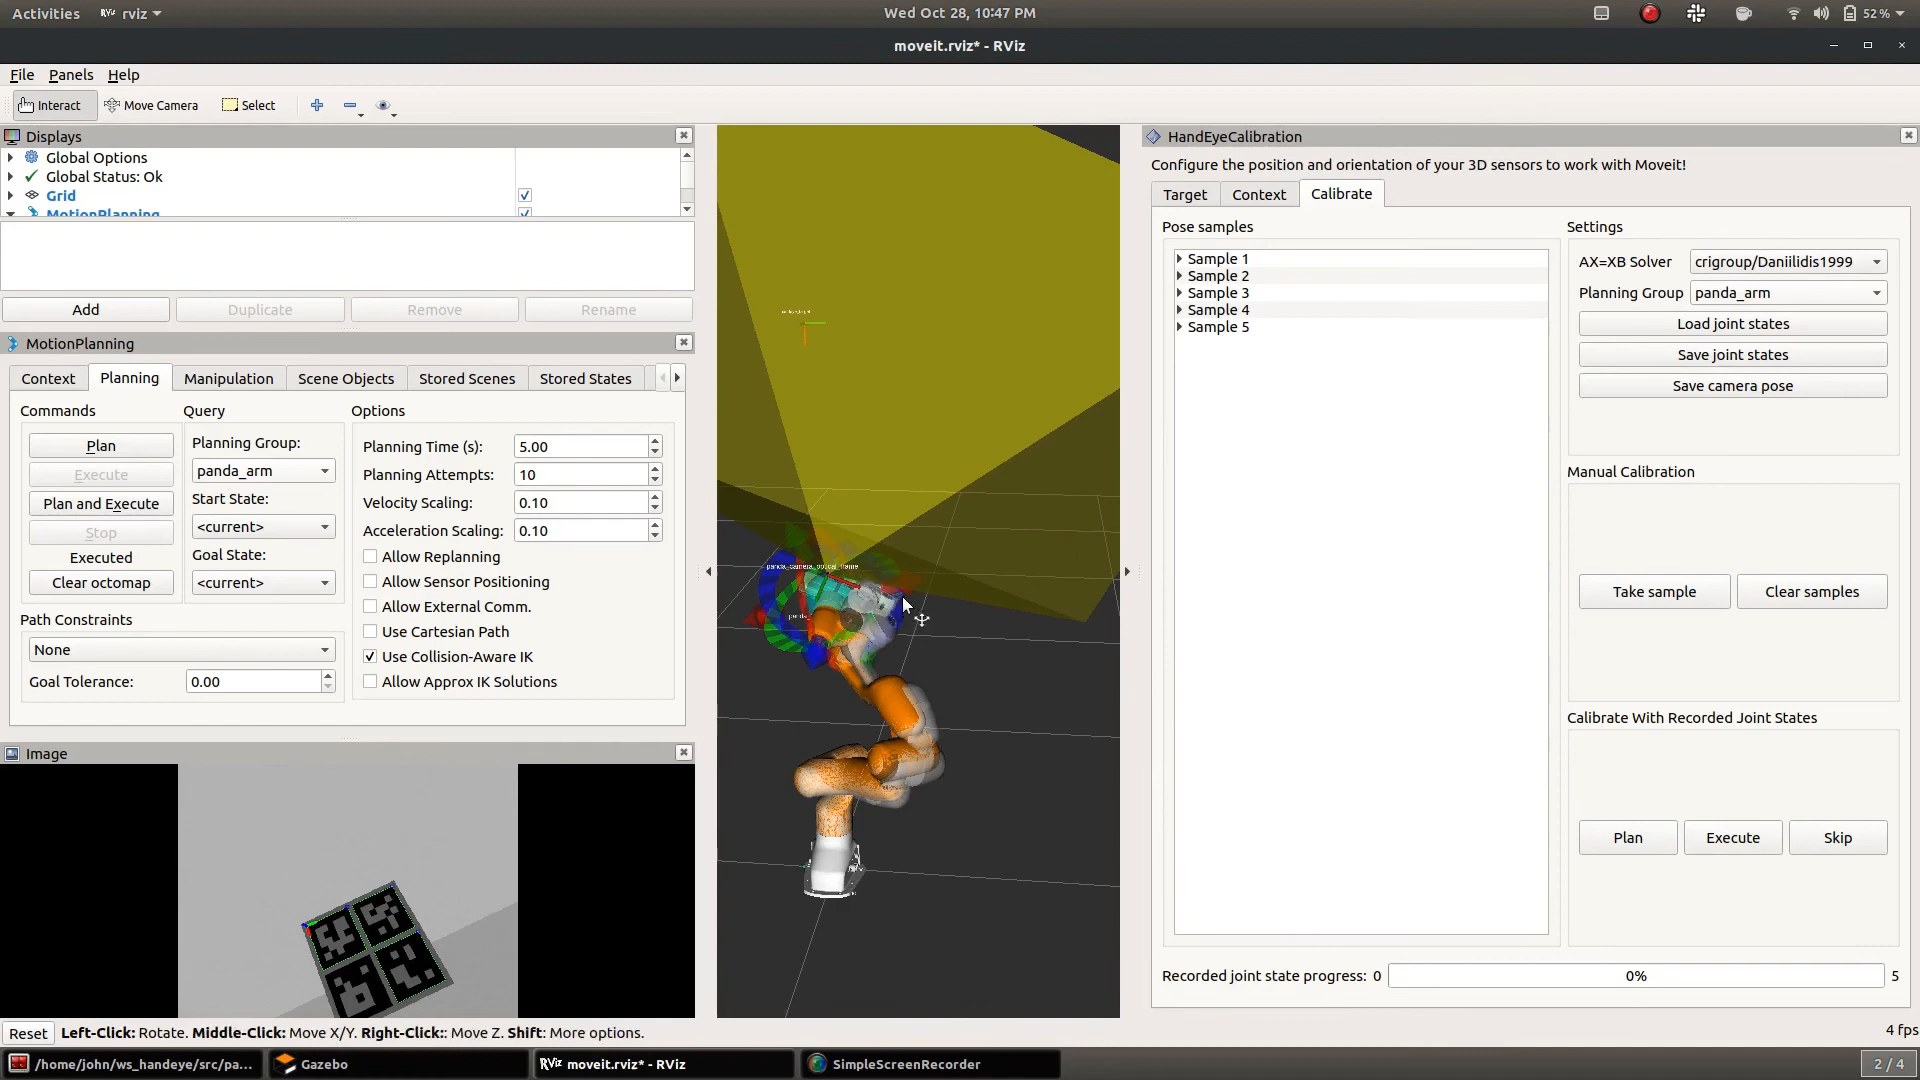 Activities
rviz
Wed Oct 28, 10:47 PM
52 %
moveit.rviz* - RViz
File
Panels
Help
Interact
Move Camera
Select
Displays
Global Options
Global Status: Ok
Grid
MotionPlanning
Add
Duplicate
Remove
Rename
MotionPlanning
Context
Planning
Manipulation
Scene Objects
Stored Scenes
Stored States
Commands
Query
Options
Plan
Execute
Plan and Execute
Stop
Executed
Clear octomap
Planning Group:
panda_arm
Start State:
<current>
Goal State:
<current>
Planning Time (s):
5.00
Planning Attempts:
10
Velocity Scaling:
0.10
Acceleration Scaling:
0.10
Allow Replanning
Allow Sensor Positioning
Allow External Comm.
Use Cartesian Path
Use Collision-Aware IK
Allow Approx IK Solutions
Path Constraints
None
Goal Tolerance:
0.00
Image
panda_camera_optical_frame
HandEyeCalibration
Configure the position and orientation of your 3D sensors to work with Moveit!
Target
Context
Calibrate
Pose samples
Sample 1
Sample 2
Sample 3
Sample 4
Sample 5
Settings
AX=XB Solver
crigroup/Daniilidis1999
Planning Group
panda_arm
Load joint states
Save joint states
Save camera pose
Manual Calibration
Take sample
Clear samples
Calibrate With Recorded Joint States
Plan
Execute
Skip
Recorded joint state progress: 0
0%
5
Reset
Left-Click: Rotate. Middle-Click: Move X/Y. Right-Click:: Move Z. Shift: More options.
4 fps
/home/john/ws_handeye/src/pa...
Gazebo
RViz moveit.rviz* - RViz
SimpleScreenRecorder
2 / 4